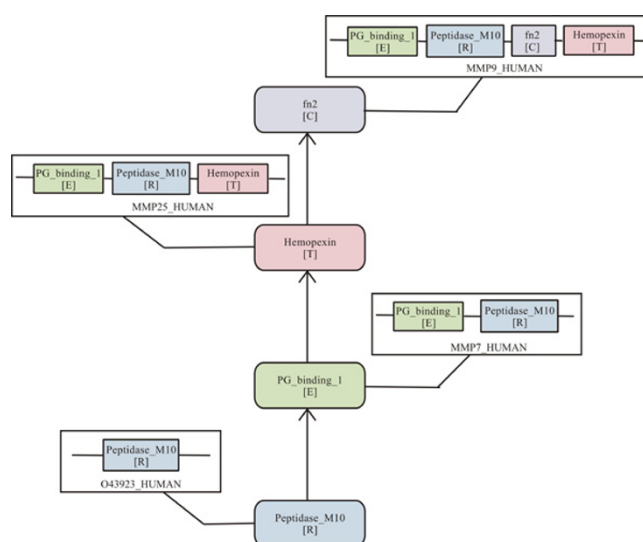 PG_binding_1 Peptidase_M10 fn2 Hemopexin
[E] [R] [C] [T]
MMP9_HUMAN
fn2
[C]
PG_binding_1 Peptidase_M10 Hemopexin
[E] [R] [T]
MMP25_HUMAN
Hemopexin
[T]
PG_binding_1 Peptidase_M10
[E] [R]
MMP7_HUMAN
PG_binding_1
[E]
Peptidase_M10
[R]
O43923_HUMAN
Peptidase_M10
[R]